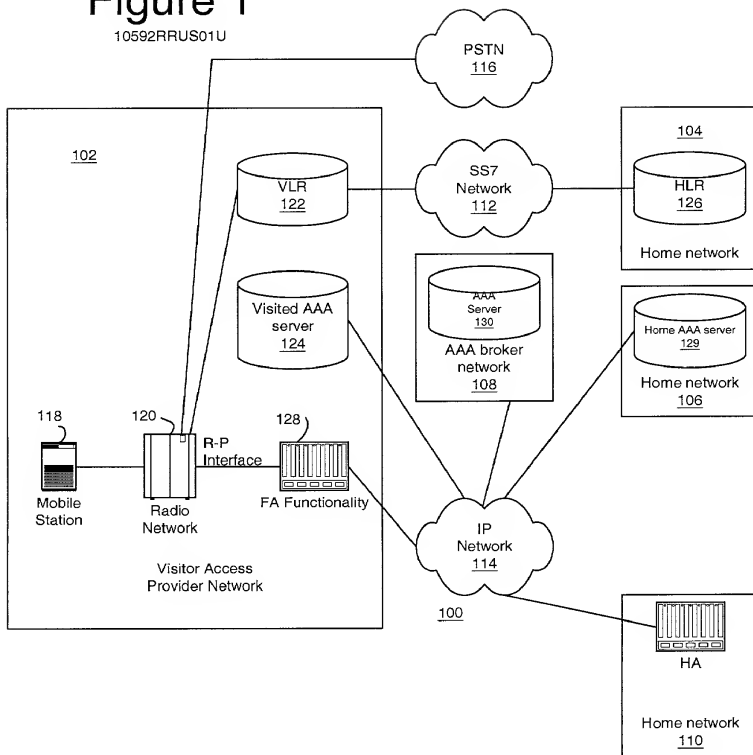 Figure 1
10592RRUS01U
PSTN
116
102
104
VLR
122
SS7
Network
112
HLR
126
Home network
Visited AAA
server
124
AAA
Server
130
AAA broker
network
108
Home AAA server
129
Home network
106
118
120
128
R-P
Interface
Mobile
Station
Radio
Network
FA Functionality
IP
Network
114
Visitor Access
Provider Network
100
HA
Home network
110